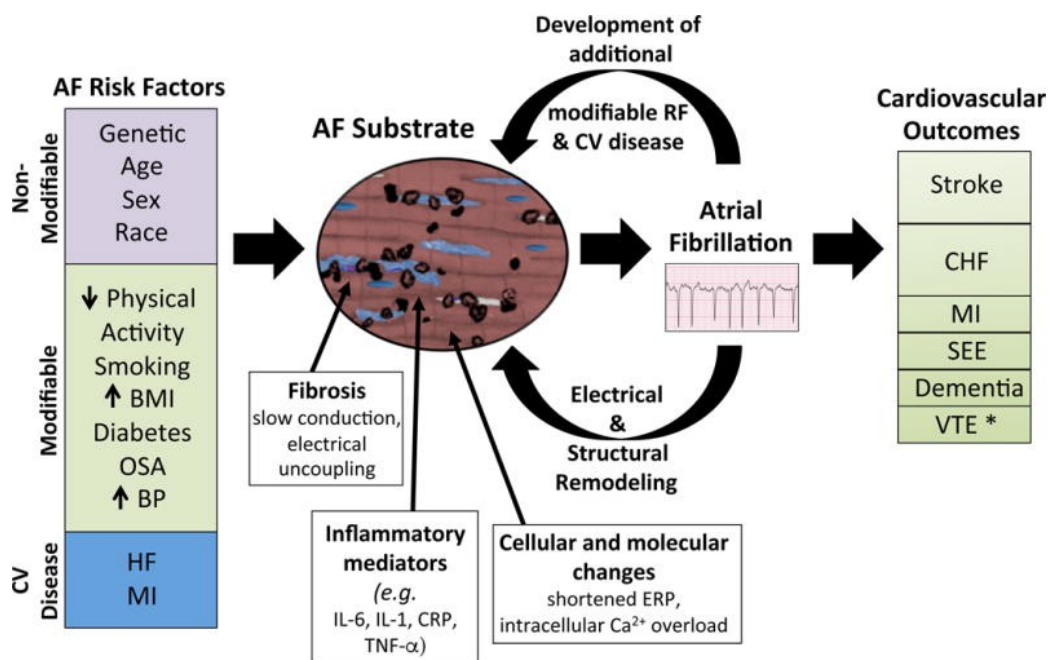 AF Risk Factors
Non-
Modifiable
Genetic
Age
Sex
Race
Modifiable
↓ Physical
Activity
Smoking
↑ BMI
Diabetes
OSA
↑ BP
CV
Disease
HF
MI
AF Substrate
Fibrosis
slow conduction,
electrical
uncoupling
Inflammatory
mediators
(e.g.
IL-6, IL-1, CRP,
TNF-α)
Cellular and molecular
changes
shortened ERP,
intracellular Ca²⁺ overload
Development of
additional
modifiable RF
& CV disease
Atrial
Fibrillation
Electrical
&
Structural
Remodeling
Cardiovascular
Outcomes
Stroke
CHF
MI
SEE
Dementia
VTE *